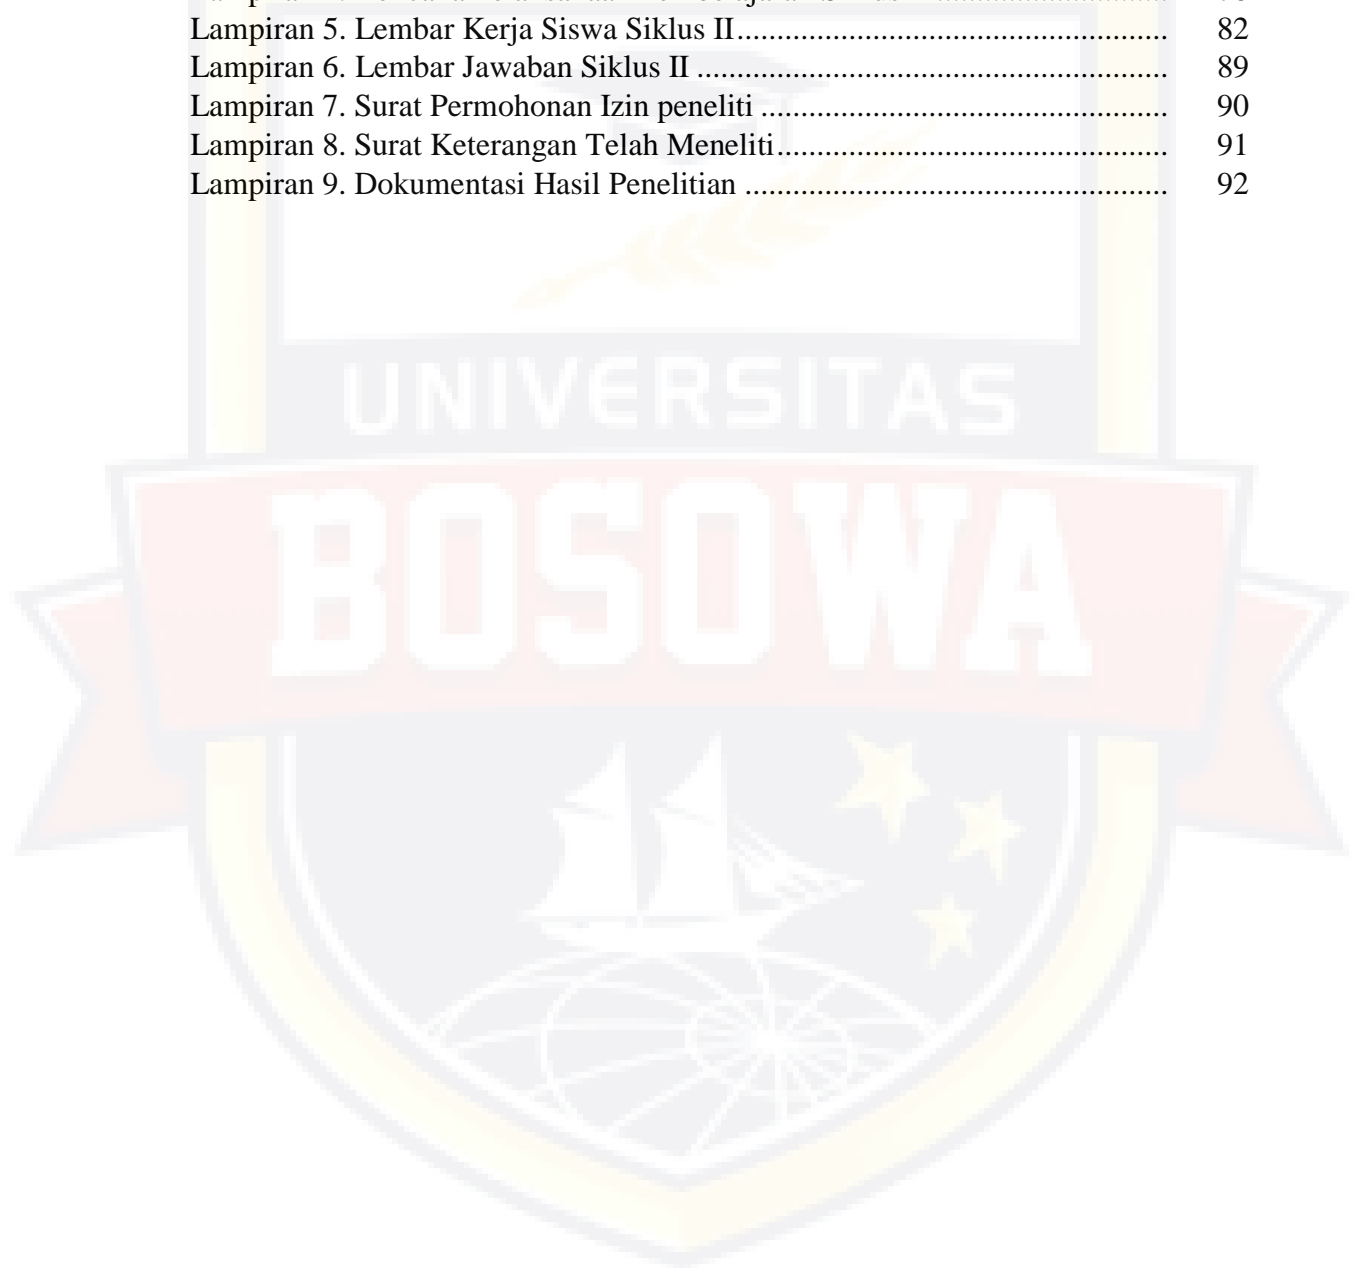 Lampiran 5. Lembar Kerja Siswa Siklus II........................................................ 82
Lampiran 6. Lembar Jawaban Siklus II ............................................................. 89
Lampiran 7. Surat Permohonan Izin peneliti ..................................................... 90
Lampiran 8. Surat Keterangan Telah Meneliti................................................... 91
Lampiran 9. Dokumentasi Hasil Penelitian ....................................................... 92
UNIVERSITAS
BOSOWA